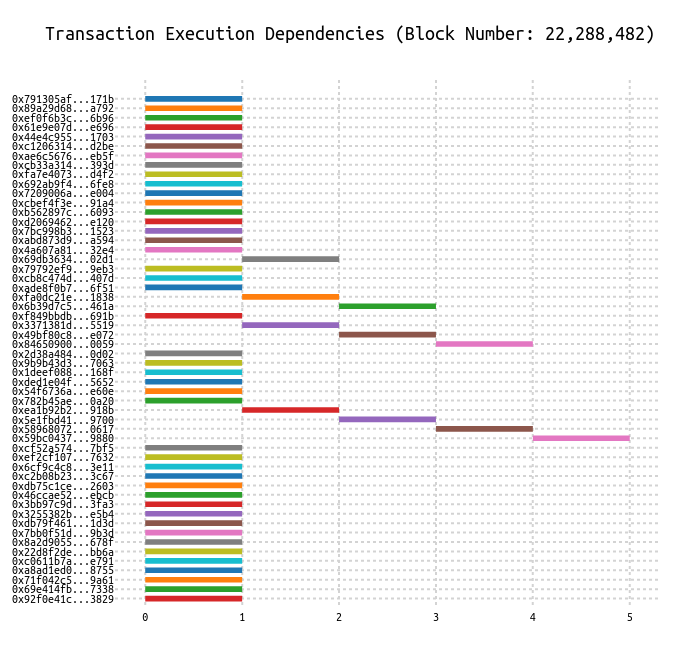 Transaction Execution Dependencies (Block Number: 22,288,482)
0x791305af...171b
0x89a29d68...a792
0xef0f6b3c...6b96
0x61e9e07d...e696
0x44e4c955...1703
0xc1206314...d2be
0xae6c5676...eb5f
0xcb33a314...393d
0xfa7e4073...d4f2
0x692ab9f4...6fe8
0x7209006a...e004
0xcbef4f3e...91a4
0xb562897c...6093
0xd2069462...e120
0x7bc998b3...1523
0xabd873d9...a594
0x4a607a81...32e4
0x69db3634...02d1
0x79792ef9...9eb3
0xcb8c474d...407d
0xade8f0b7...6f51
0xfa0dc21e...1838
0x6b39d7c5...461a
0xf849bbdb...691b
0x3371381d...5519
0x49bf80c8...e072
0x84650900...0059
0x2d38a484...0d02
0x9b9b43d3...7063
0x1deef088...168f
0xded1e04f...5652
0x54f6736a...e60e
0x782b45ae...0a20
0xea1b92b2...918b
0x5e1fbd41...9700
0x58968072...0617
0x59bc0437...9880
0xcf52a574...7bf5
0xef2cf107...7632
0x6cf9c4c8...3e11
0xc2b08b23...3c67
0xdb75c1ce...2603
0x46ccae52...ebcb
0x3bb97c9d...3fa3
0x3255382b...e5b4
0xdb79f461...1d3d
0x7bb0f51d...9b3d
0x8a2d9055...678f
0x22d8f2de...bb6a
0xc0611b7a...e791
0xa8ad1ed0...8755
0x71f042c5...9a61
0x69e414fb...7338
0x92f0e41c...3829
0 1 2 3 4 5